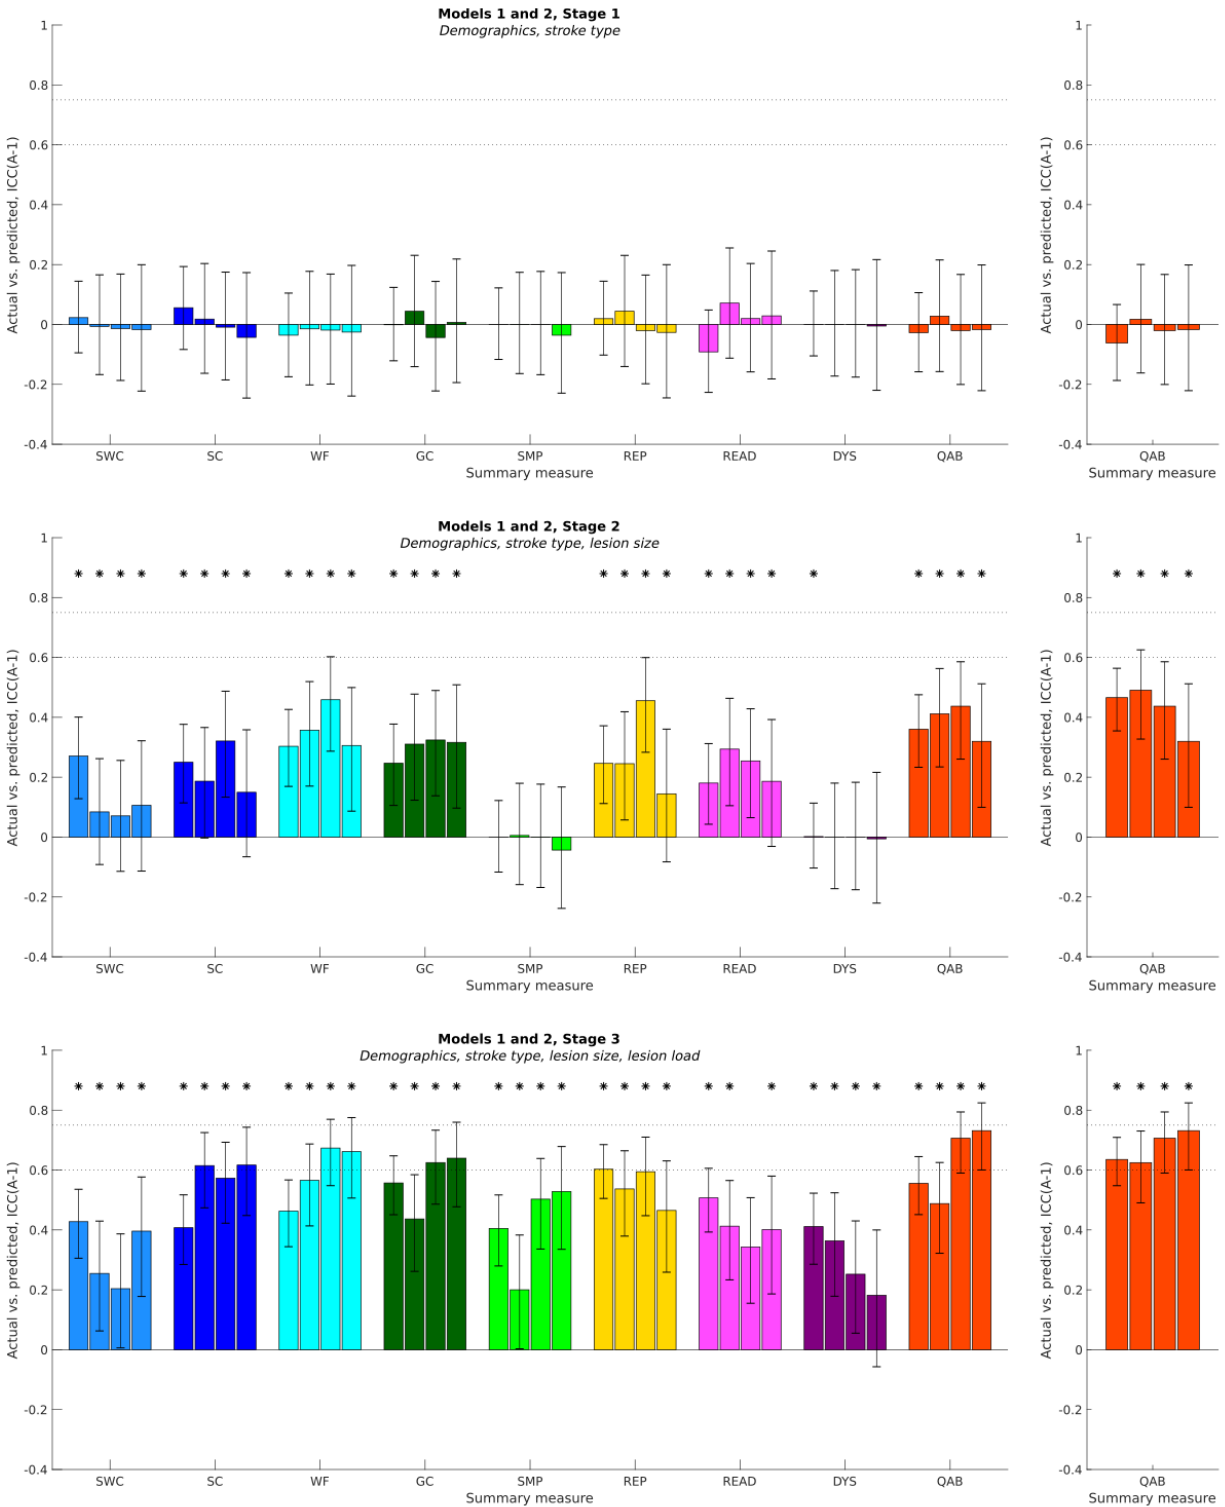 Models 1 and 2, Stage 1
Demographics, stroke type
1
0.8
0.6
0.4
0.2
0
-0.2
-0.4
Actual vs. predicted, ICC(A-1)
SWC SC WF GC SMP REP READ DYS QAB
Summary measure
1
0.8
0.6
0.4
0.2
0
-0.2
-0.4
Actual vs. predicted, ICC(A-1)
QAB
Summary measure
Models 1 and 2, Stage 2
Demographics, stroke type, lesion size
1
0.8
0.6
0.4
0.2
0
-0.2
-0.4
Actual vs. predicted, ICC(A-1)
* * * * * * * * * * * * * * * * * * * * * * * * * * * * *
SWC SC WF GC SMP REP READ DYS QAB
Summary measure
1
0.8
0.6
0.4
0.2
0
-0.2
-0.4
Actual vs. predicted, ICC(A-1)
* * * *
QAB
Summary measure
Models 1 and 2, Stage 3
Demographics, stroke type, lesion size, lesion load
1
0.8
0.6
0.4
0.2
0
-0.2
-0.4
Actual vs. predicted, ICC(A-1)
* * * * * * * * * * * * * * * * * * * * * * * * * * * * * * * * * * *
SWC SC WF GC SMP REP READ DYS QAB
Summary measure
1
0.8
0.6
0.4
0.2
0
-0.2
-0.4
Actual vs. predicted, ICC(A-1)
* * * *
QAB
Summary measure